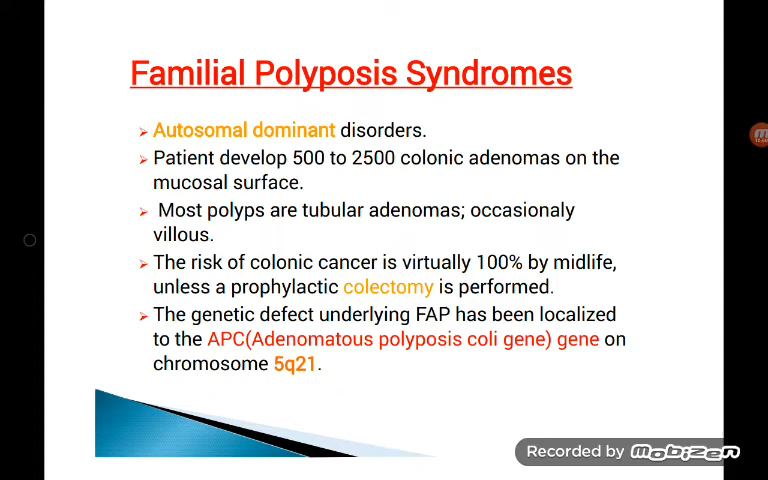 Familial Polyposis Syndromes
Autosomal dominant disorders.
Patient develop 500 to 2500 colonic adenomas on the
mucosal surface.
Most polyps are tubular adenomas; occasionaly
villous.
The risk of colonic cancer is virtually 100% by midlife,
unless a prophylactic colectomy is performed.
The genetic defect underlying FAP has been localized
to the APC(Adenomatous polyposis coli gene) gene on
chromosome 5q21.
Recorded by mobizen